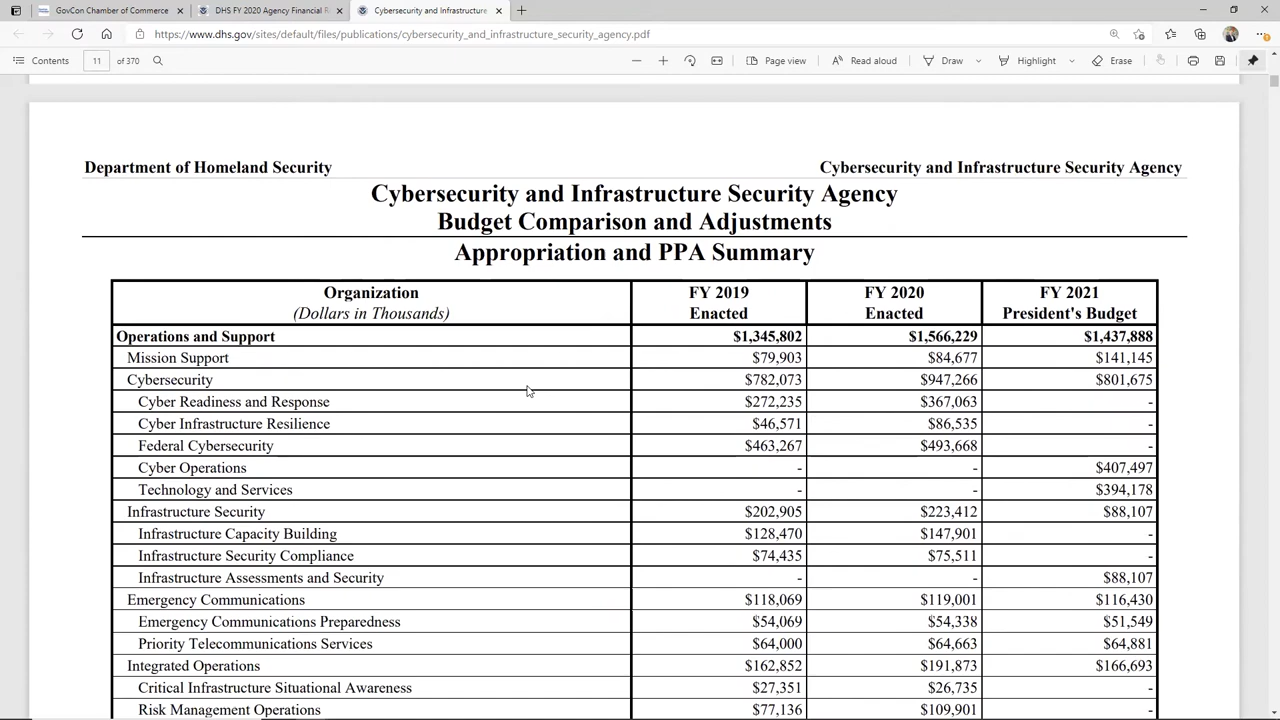 GovCon Chamber of Commerce
DHS FY 2020 Agency Financial R
Cybersecurity and Infrastructure
https://www.dhs.gov/sites/default/files/publications/cybersecurity_and_infrastructure_security_agency.pdf
Contents 11 of 370 Page view Read aloud Draw Highlight Erase
Department of Homeland Security Cybersecurity and Infrastructure Security Agency
Cybersecurity and Infrastructure Security Agency
Budget Comparison and Adjustments
Appropriation and PPA Summary
Organization FY 2019 FY 2020 FY 2021
(Dollars in Thousands) Enacted Enacted President's Budget
Operations and Support $1,345,802 $1,566,229 $1,437,888
Mission Support $79,903 $84,677 $141,145
Cybersecurity $782,073 $947,266 $801,675
Cyber Readiness and Response $272,235 $367,063 -
Cyber Infrastructure Resilience $46,571 $86,535 -
Federal Cybersecurity $463,267 $493,668 -
Cyber Operations - - $407,497
Technology and Services - - $394,178
Infrastructure Security $202,905 $223,412 $88,107
Infrastructure Capacity Building $128,470 $147,901 -
Infrastructure Security Compliance $74,435 $75,511 -
Infrastructure Assessments and Security - - $88,107
Emergency Communications $118,069 $119,001 $116,430
Emergency Communications Preparedness $54,069 $54,338 $51,549
Priority Telecommunications Services $64,000 $64,663 $64,881
Integrated Operations $162,852 $191,873 $166,693
Critical Infrastructure Situational Awareness $27,351 $26,735 -
Risk Management Operations $77,136 $109,901 -